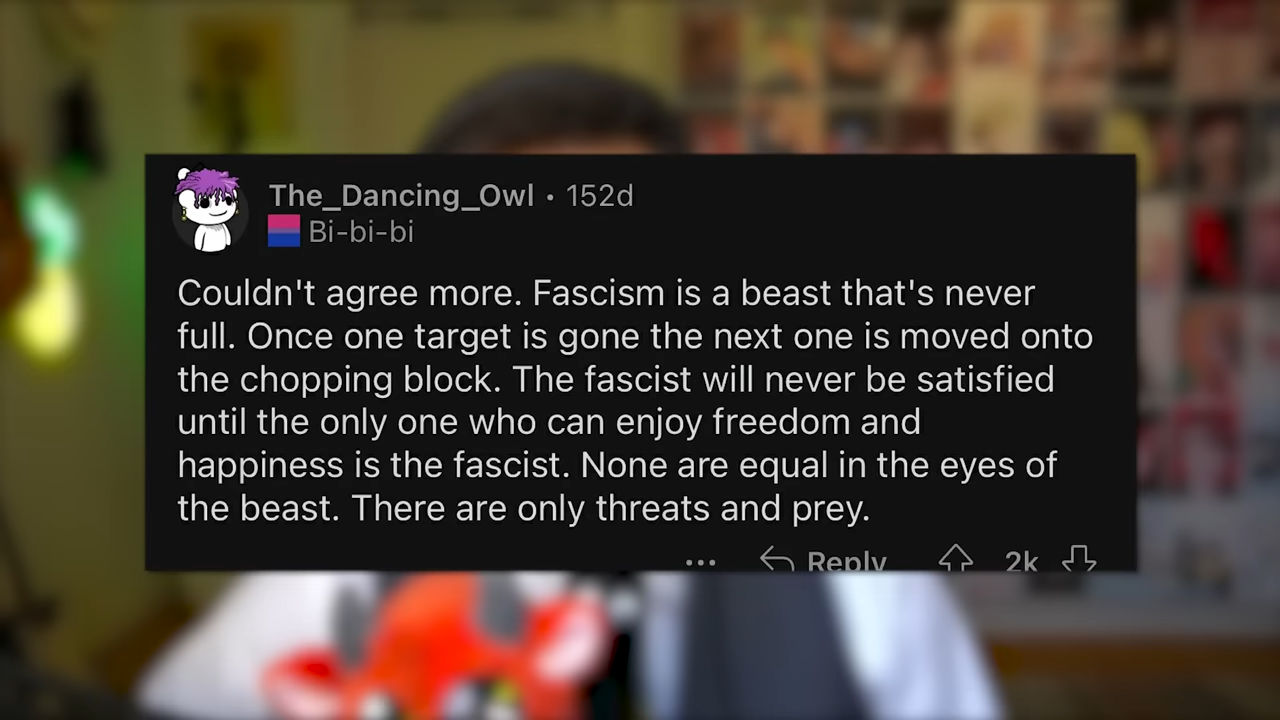 The_Dancing_Owl • 152d
Bi-bi-bi
Couldn't agree more. Fascism is a beast that's never
full. Once one target is gone the next one is moved onto
the chopping block. The fascist will never be satisfied
until the only one who can enjoy freedom and
happiness is the fascist. None are equal in the eyes of
the beast. There are only threats and prey.
... Reply 2k